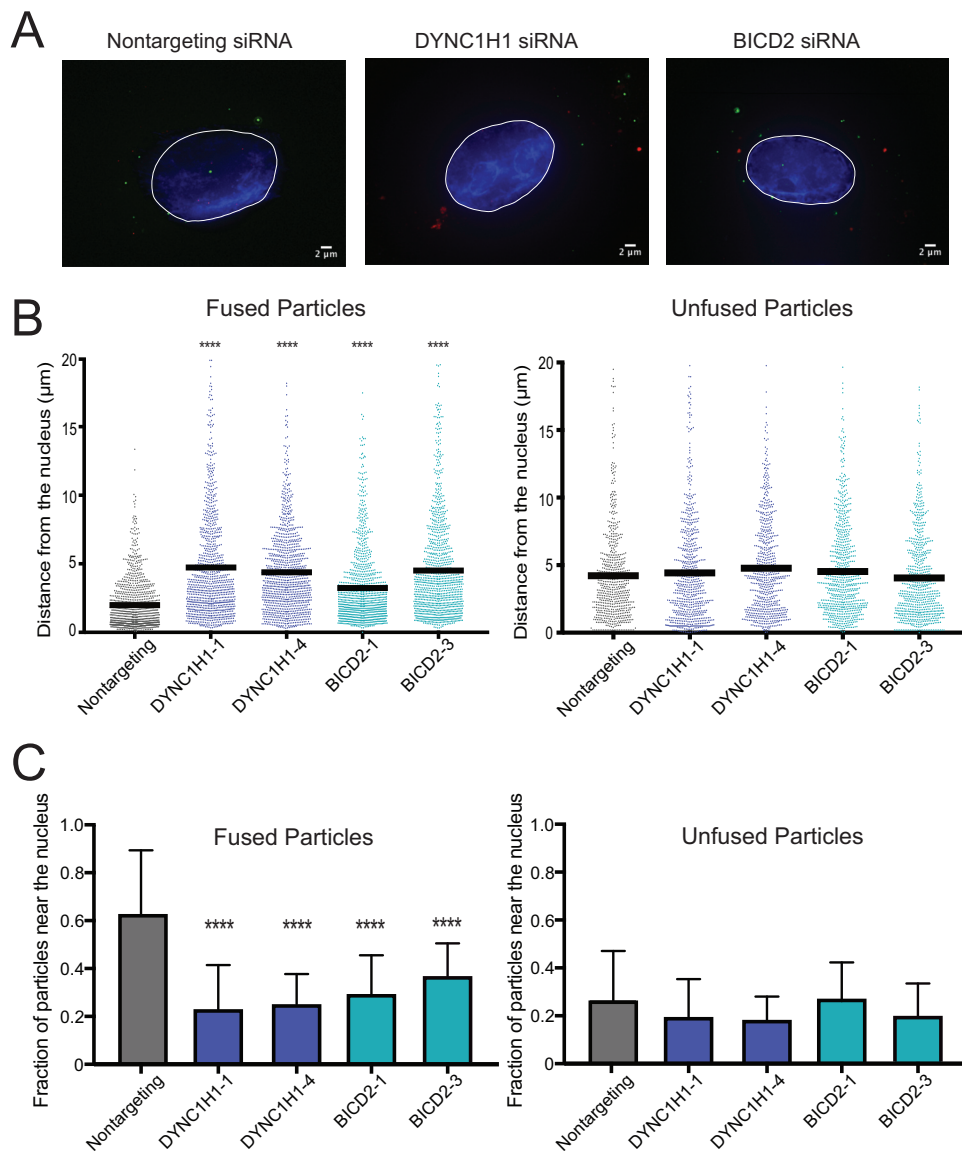 A
Nontargeting siRNA
DYNC1H1 siRNA
BICD2 siRNA
2 μm
2 μm
2 μm
B
Fused Particles
Unfused Particles
**** **** **** ****
Distance from the nucleus (μm)
20
15
10
5
0
Nontargeting
DYNC1H1-1
DYNC1H1-4
BICD2-1
BICD2-3
Distance from the nucleus (μm)
20
15
10
5
0
Nontargeting
DYNC1H1-1
DYNC1H1-4
BICD2-1
BICD2-3
C
Fraction of particles near the nucleus
Fused Particles
1.0
0.8
0.6
0.4
0.2
0
**** **** **** ****
Nontargeting
DYNC1H1-1
DYNC1H1-4
BICD2-1
BICD2-3
Fraction of particles near the nucleus
Unfused Particles
1.0
0.8
0.6
0.4
0.2
0
Nontargeting
DYNC1H1-1
DYNC1H1-4
BICD2-1
BICD2-3